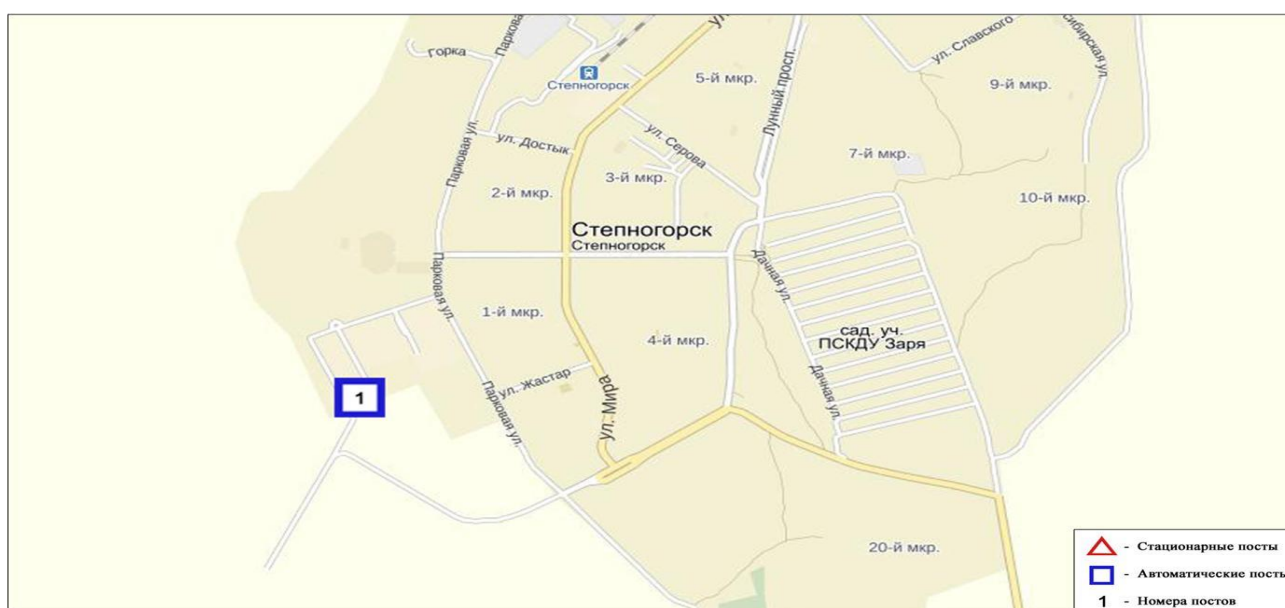 Парковая
ул.
Горка
Степногорск
5-й мкр.
Лунный просп.
ул. Славского
сибирская ул.
9-й мкр.
Парковая ул.
ул. Достык
ул. Серова
3-й мкр.
7-й мкр.
2-й мкр.
10-й мкр.
Степногорск
Степногорск
Парковая ул.
Дачная ул.
1-й мкр.
4-й мкр.
сад. уч.
ПСКДУ Заря
ул. Жастар
ул. Мира
Парковая ул.
Дачная ул.
1
20-й мкр.
- Стационарные посты
- Автоматические посты
1 - Номера постов